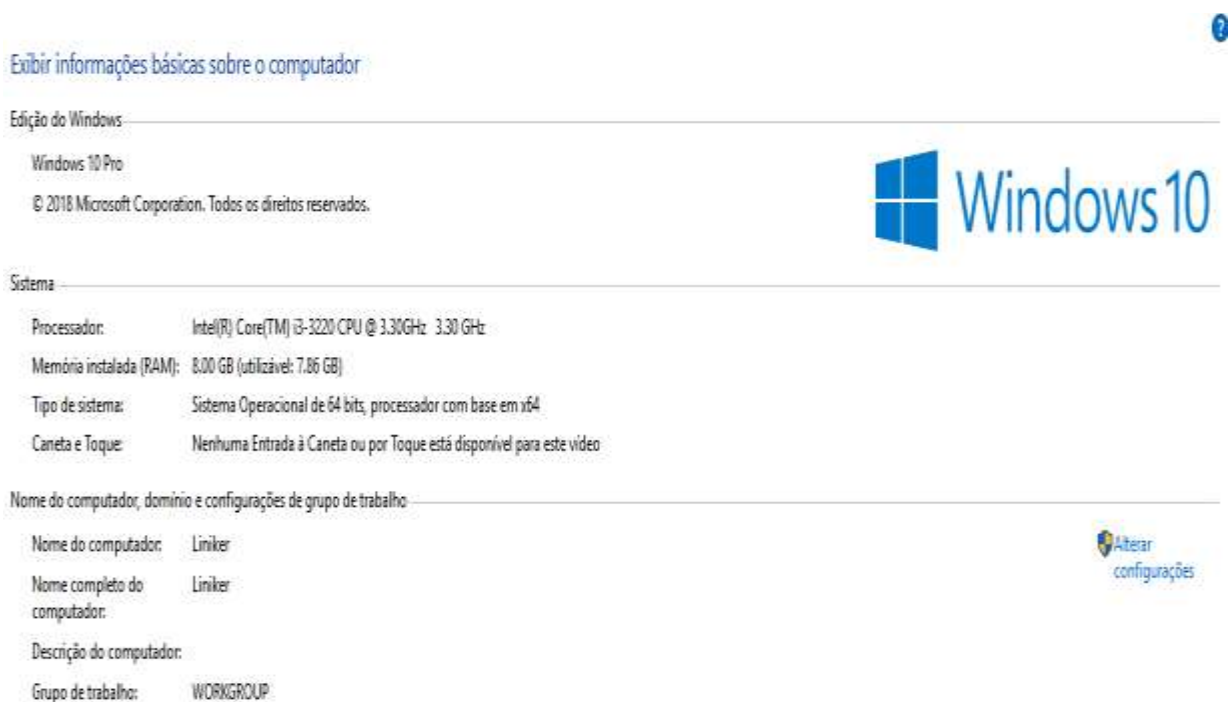 ?
Exibir informações básicas sobre o computador
Edição do Windows
Windows 10 Pro
© 2018 Microsoft Corporation. Todos os direitos reservados.
Windows 10
Sistema
Processador: Intel(R) Core(TM) i3-3220 CPU @ 3.30GHz 3.30 GHz
Memória instalada (RAM): 8.00 GB (utilizável: 7.86 GB)
Tipo de sistema: Sistema Operacional de 64 bits, processador com base em x64
Caneta e Toque: Nenhuma Entrada à Caneta ou por Toque está disponível para este vídeo
Nome do computador, domínio e configurações de grupo de trabalho
Nome do computador: Liniker
Alterar
configurações
Nome completo do Liniker
computador:
Descrição do computador:
Grupo de trabalho: WORKGROUP